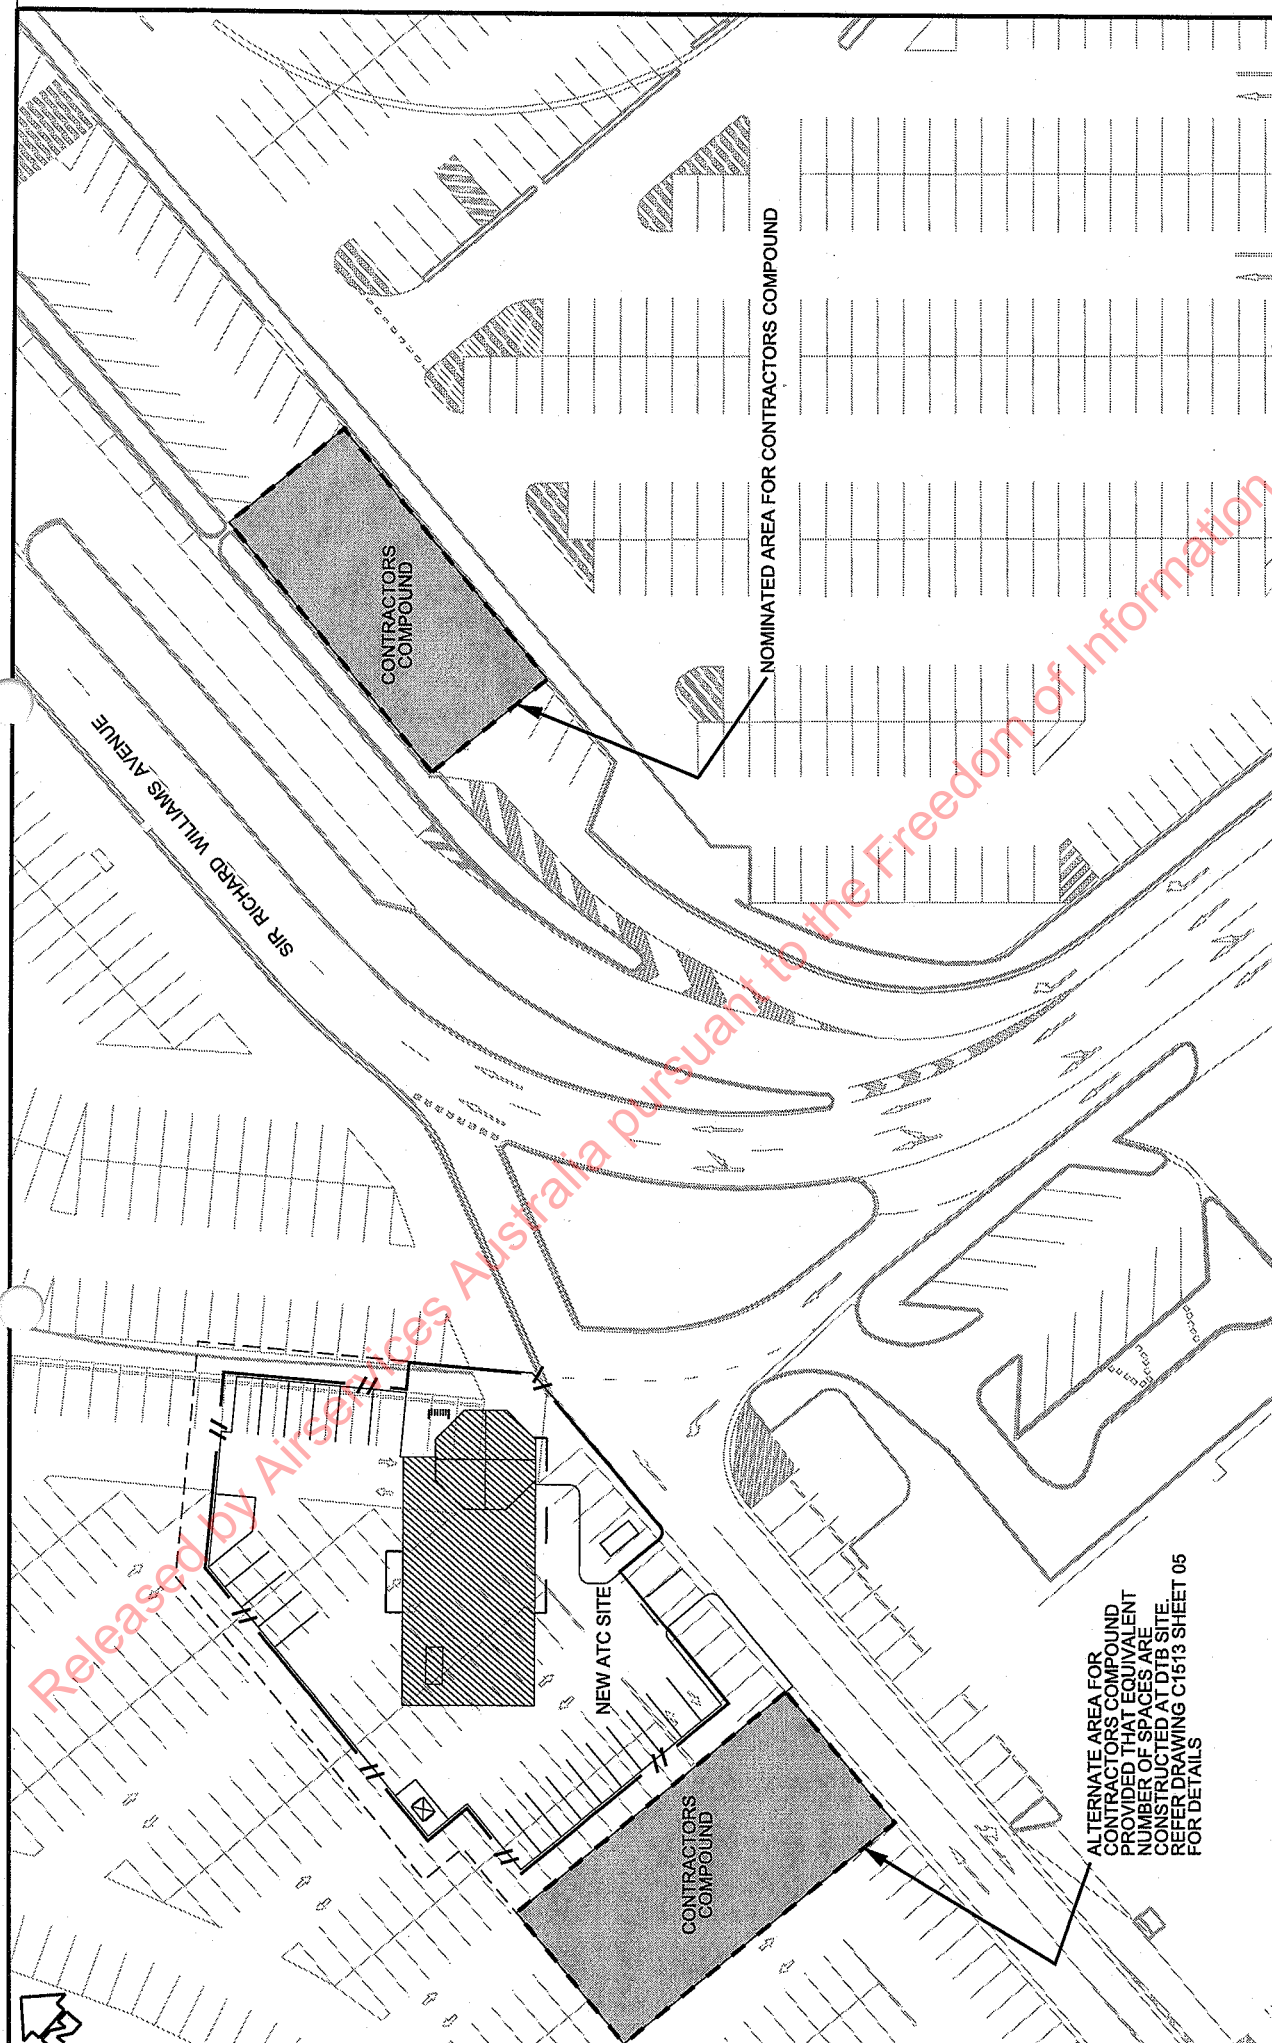 SIR RICHARD WILLIAMS AVENUE
CONTRACTORS
COMPOUND
NOMINATED AREA FOR CONTRACTORS COMPOUND
NEW ATC SITE
CONTRACTORS
COMPOUND
ALTERNATE AREA FOR
CONTRACTORS COMPOUND
PROVIDED THAT EQUIVALENT
NUMBER OF SPACES ARE
CONSTRUCTED AT DTB SITE.
REFER DRAWING C1513 SHEET 05
FOR DETAILS
Released by Airservices Australia pursuant to the Freedom of Information